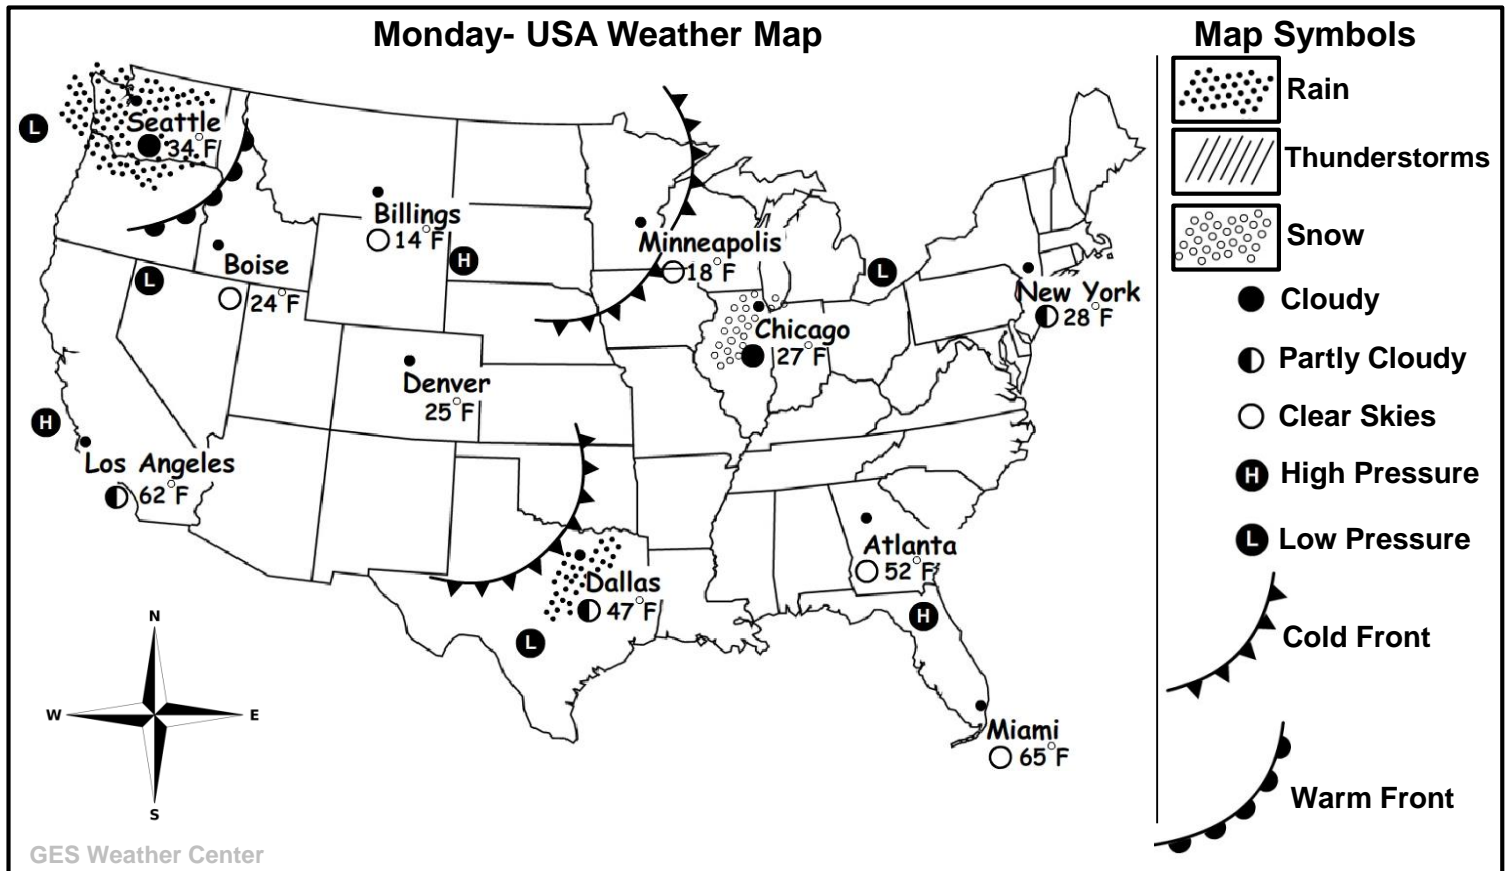 Monday- USA Weather Map
Map Symbols
Rain
Thunderstorms
Snow
Cloudy
Partly Cloudy
Clear Skies
H High Pressure
L Low Pressure
Cold Front
Warm Front
L
Seattle
34°F
Billings
14°F
H
Boise
24°F
L
Minneapolis
18°F
L
New York
28°F
Chicago
27°F
Denver
25°F
H
Los Angeles
62°F
Atlanta
52°F
Dallas
47°F
L
H
Miami
65°F
N
W
E
S
GES Weather Center